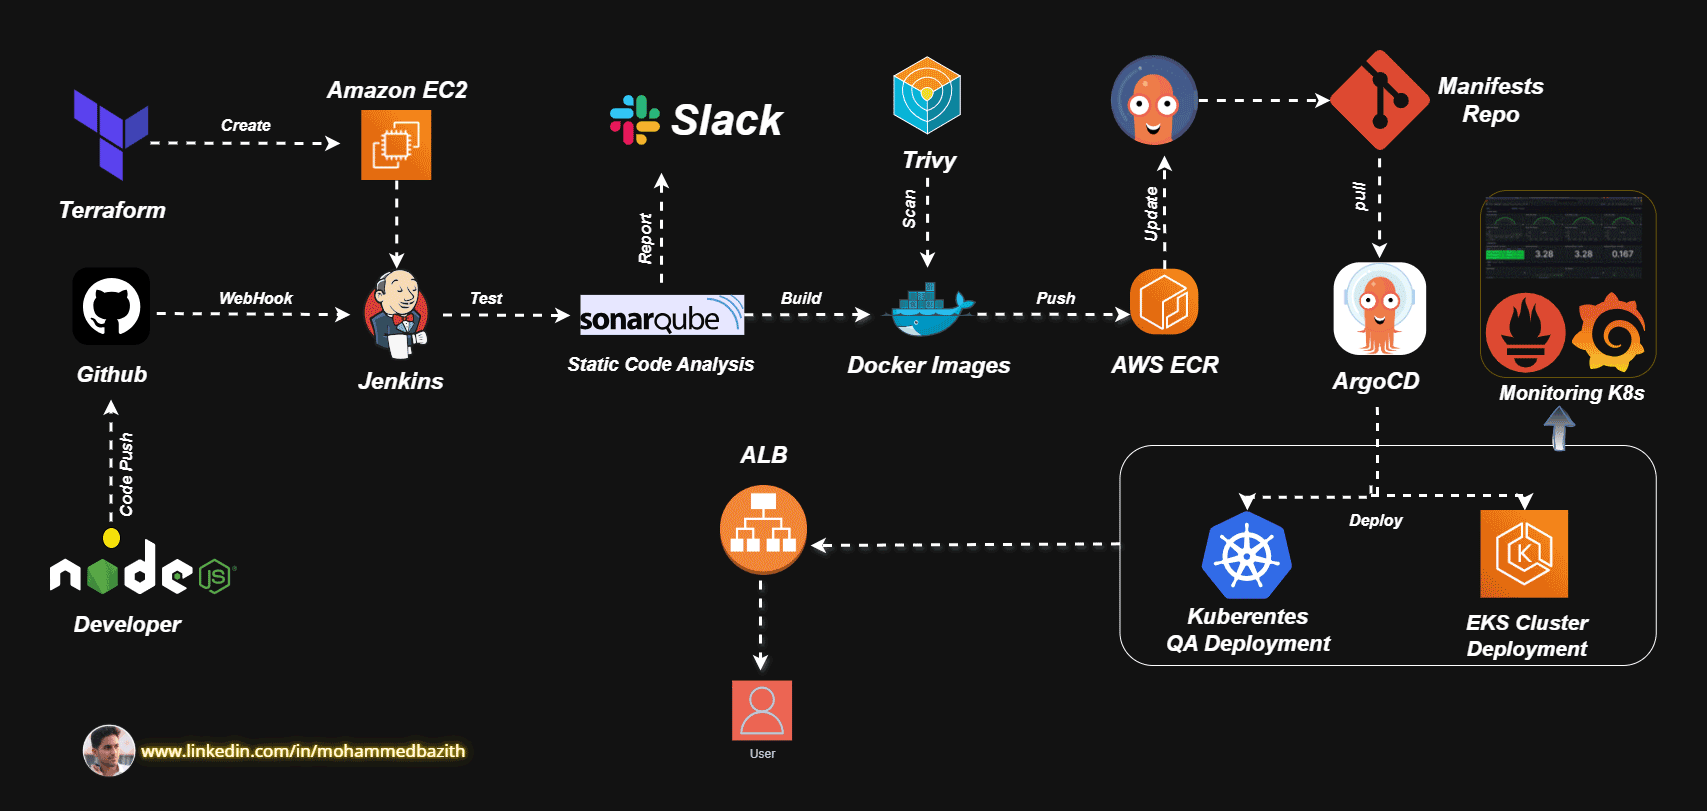 Amazon EC2
Create
Terraform
Slack
Trivy
Manifests
Repo
Scan
Report
Update
pull
3.28
3.28
0.167
WebHook
Test
sonarqube
Build
Push
Github
Jenkins
Static Code Analysis
Docker Images
AWS ECR
ArgoCD
Monitoring K8s
Code Push
ALB
Deploy
node
JS
Developer
K
Kuberentes
QA Deployment
EKS Cluster
Deployment
User
www.linkedin.com/in/mohammedbazith